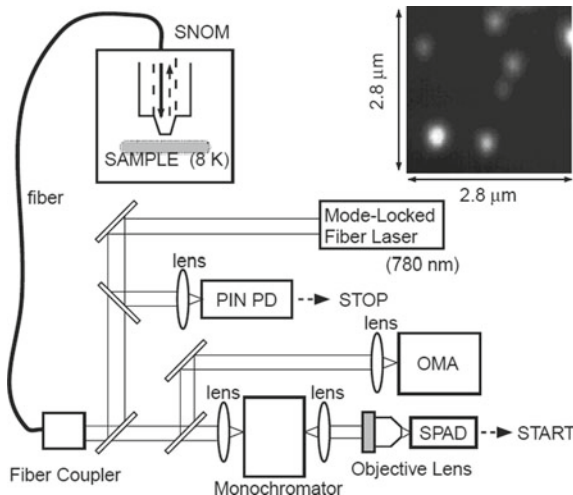 SNOM
SAMPLE (8 K)
2.8 μm
2.8 μm
fiber
Mode-Locked
Fiber Laser
(780 nm)
lens
PIN PD
STOP
lens
OMA
lens
lens
SPAD
START
Fiber Coupler
Monochromator
Objective Lens